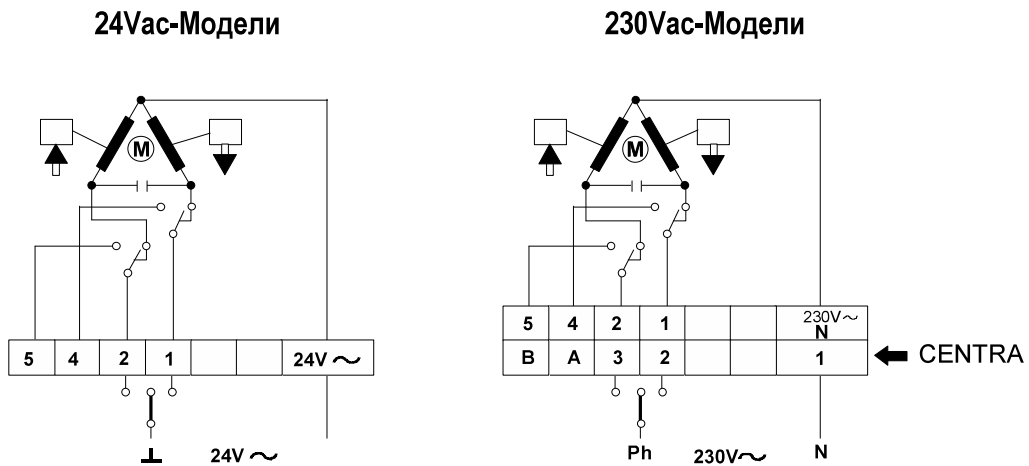 24Vac-Модели 230Vac-Модели
M M
5 4 2 1 230V~
N
5 4 2 1 24V ~ B A 3 2 1 CENTRA
24V ~ Ph 230V~ N